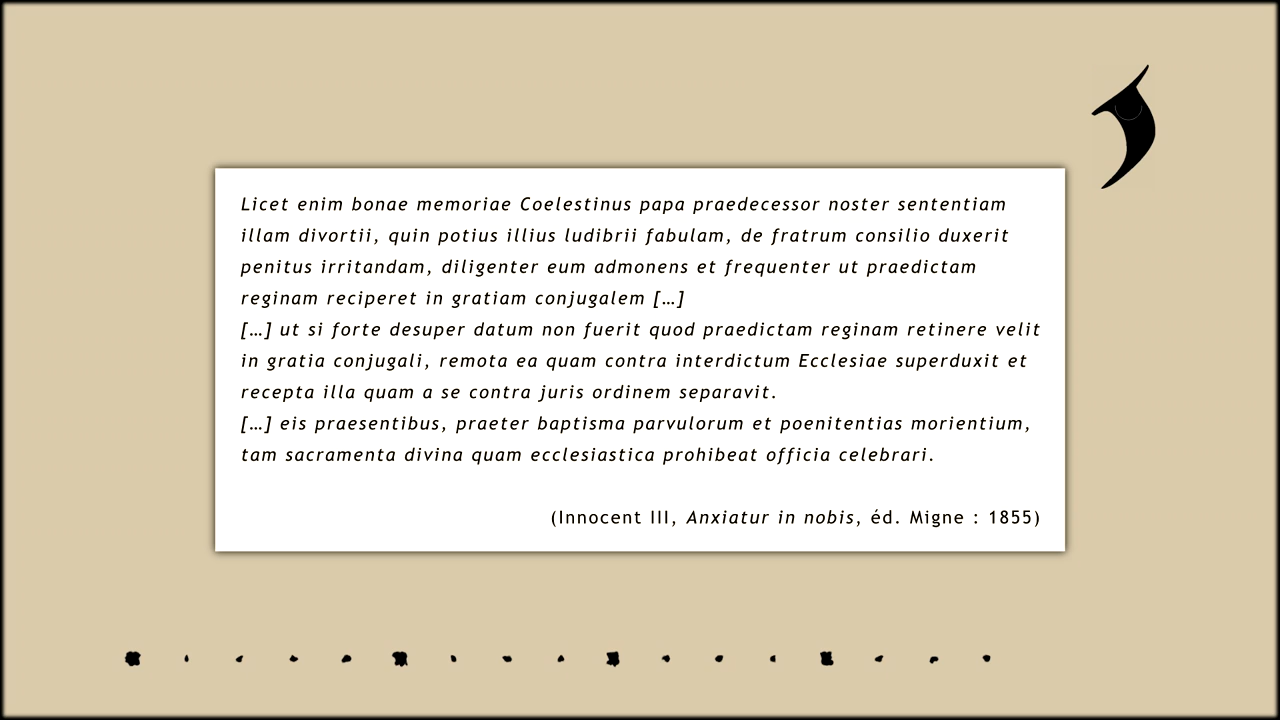 Licet enim bonae memoriae Coelestinus papa praedecessor noster sententiam
illam divortii, quin potius illius ludibrii fabulam, de fratrum consilio duxerit
penitus irritandam, diligenter eum admonens et frequenter ut praedictam
reginam reciperet in gratiam conjugalem […]
[…] ut si forte desuper datum non fuerit quod praedictam reginam retinere velit
in gratia conjugali, remota ea quam contra interdictum Ecclesiae superduxit et
recepta illa quam a se contra juris ordinem separavit.
[…] eis praesentibus, praeter baptisma parvulorum et poenitentias morientium,
tam sacramenta divina quam ecclesiastica prohibeat officia celebrari.
(Innocent III, Anxiatur in nobis, éd. Migne : 1855)